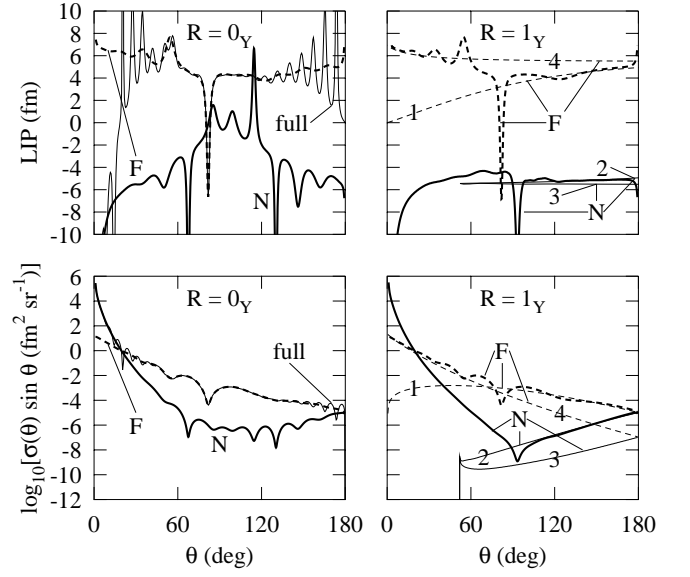 R = 0Y
R = 1Y
LIP (fm)
10
8
6
4
2
0
-2
-4
-6
-8
-10
F
full
N
1
4
F
2
3
N
R = 0Y
R = 1Y
log10[σ(θ) sin θ (fm² sr⁻¹)]
6
4
2
0
-2
-4
-6
-8
-10
-12
F
N
full
1
F
N
4
2
3
0 60 120 180
0 60 120 180
θ (deg)
θ (deg)